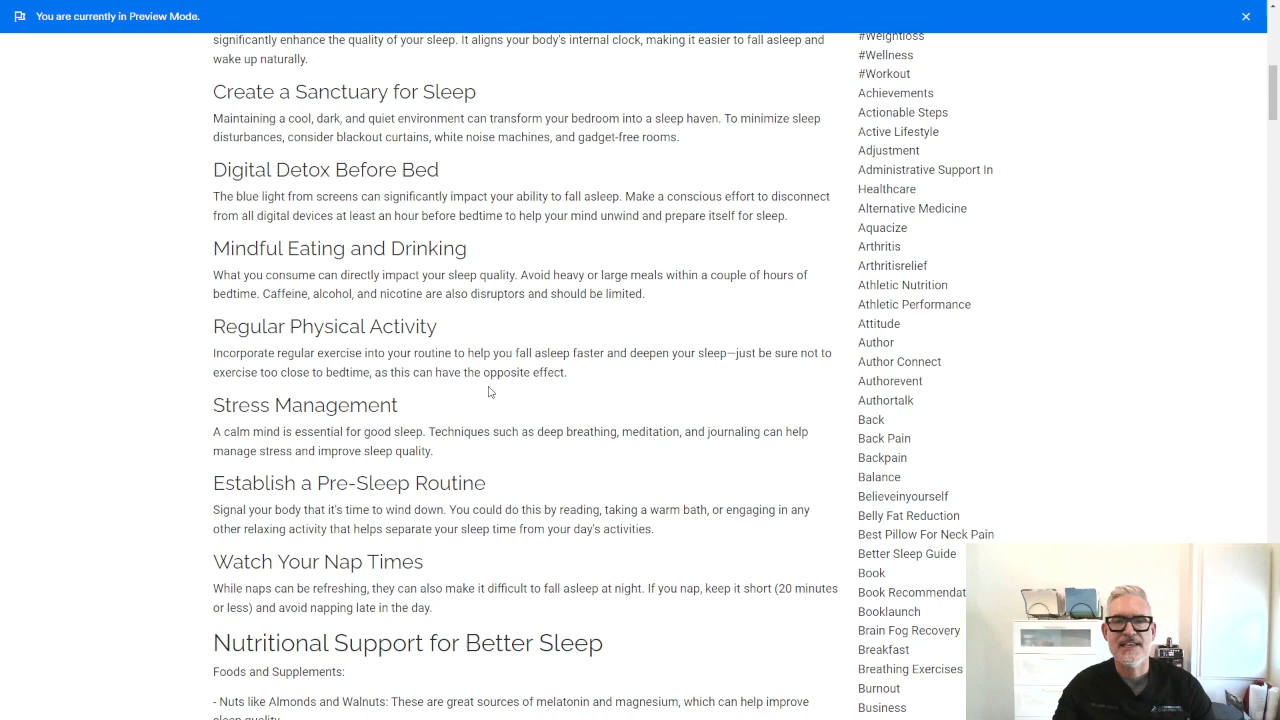 You are currently in Preview Mode.
significantly enhance the quality of your sleep. It aligns your body's internal clock, making it easier to fall asleep and
wake up naturally.
Create a Sanctuary for Sleep
Maintaining a cool, dark, and quiet environment can transform your bedroom into a sleep haven. To minimize sleep
disturbances, consider blackout curtains, white noise machines, and gadget-free rooms.
Digital Detox Before Bed
The blue light from screens can significantly impact your ability to fall asleep. Make a conscious effort to disconnect
from all digital devices at least an hour before bedtime to help your mind unwind and prepare itself for sleep.
Mindful Eating and Drinking
What you consume can directly impact your sleep quality. Avoid heavy or large meals within a couple of hours of
bedtime. Caffeine, alcohol, and nicotine are also disruptors and should be limited.
Regular Physical Activity
Incorporate regular exercise into your routine to help you fall asleep faster and deepen your sleep—just be sure not to
exercise too close to bedtime, as this can have the opposite effect.
Stress Management
A calm mind is essential for good sleep. Techniques such as deep breathing, meditation, and journaling can help
manage stress and improve sleep quality.
Establish a Pre-Sleep Routine
Signal your body that it's time to wind down. You could do this by reading, taking a warm bath, or engaging in any
other relaxing activity that helps separate your sleep time from your day's activities.
Watch Your Nap Times
While naps can be refreshing, they can also make it difficult to fall asleep at night. If you nap, keep it short (20 minutes
or less) and avoid napping late in the day.
Nutritional Support for Better Sleep
Foods and Supplements:
- Nuts like Almonds and Walnuts: These are great sources of melatonin and magnesium, which can help improve
sleep quality.
#Weightloss
#Wellness
#Workout
Achievements
Actionable Steps
Active Lifestyle
Adjustment
Administrative Support In
Healthcare
Alternative Medicine
Aquacize
Arthritis
Arthritisrelief
Athletic Nutrition
Athletic Performance
Attitude
Author
Author Connect
Authorevent
Authortalk
Back
Back Pain
Backpain
Balance
Believeinyourself
Belly Fat Reduction
Best Pillow For Neck Pain
Better Sleep Guide
Book
Book Recommendat
Booklaunch
Brain Fog Recovery
Breakfast
Breathing Exercises
Burnout
Business